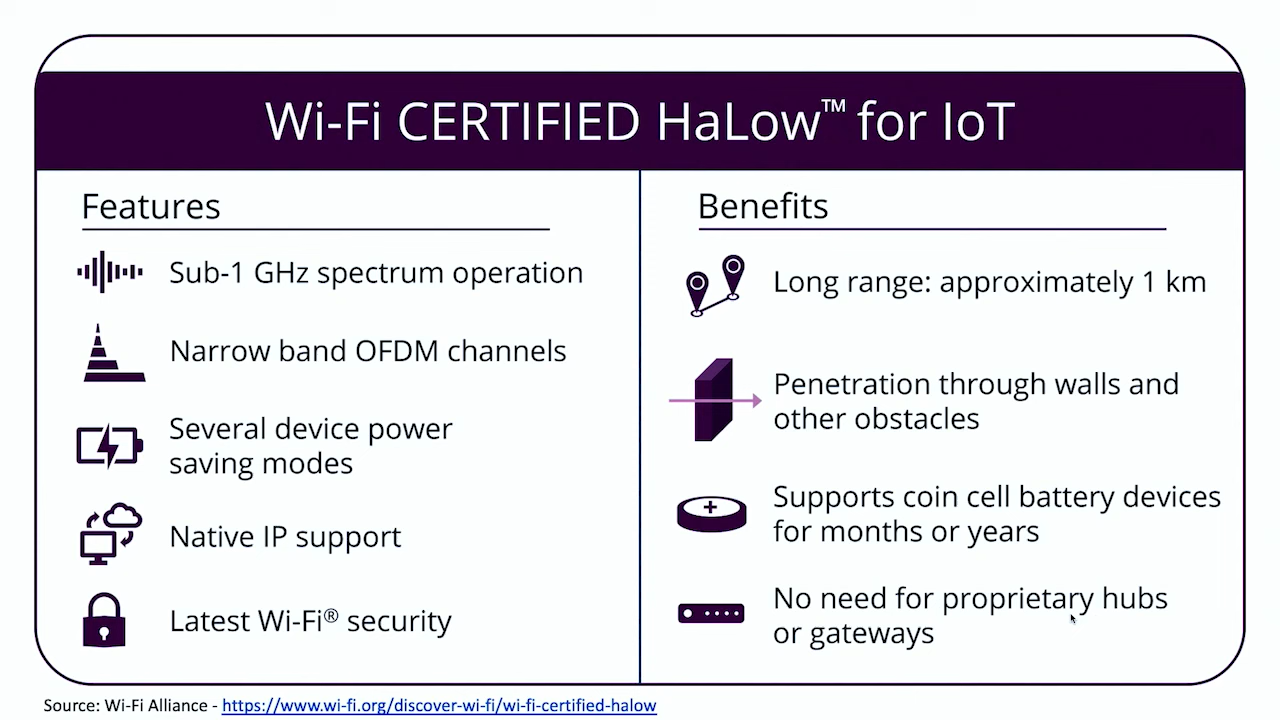 Wi-Fi CERTIFIED HaLow™ for IoT
Features
Sub-1 GHz spectrum operation
Narrow band OFDM channels
Several device power
saving modes
Native IP support
Latest Wi-Fi® security
Benefits
Long range: approximately 1 km
Penetration through walls and
other obstacles
Supports coin cell battery devices
for months or years
No need for proprietary hubs
or gateways
Source: Wi-Fi Alliance - https://www.wi-fi.org/discover-wi-fi/wi-fi-certified-halow